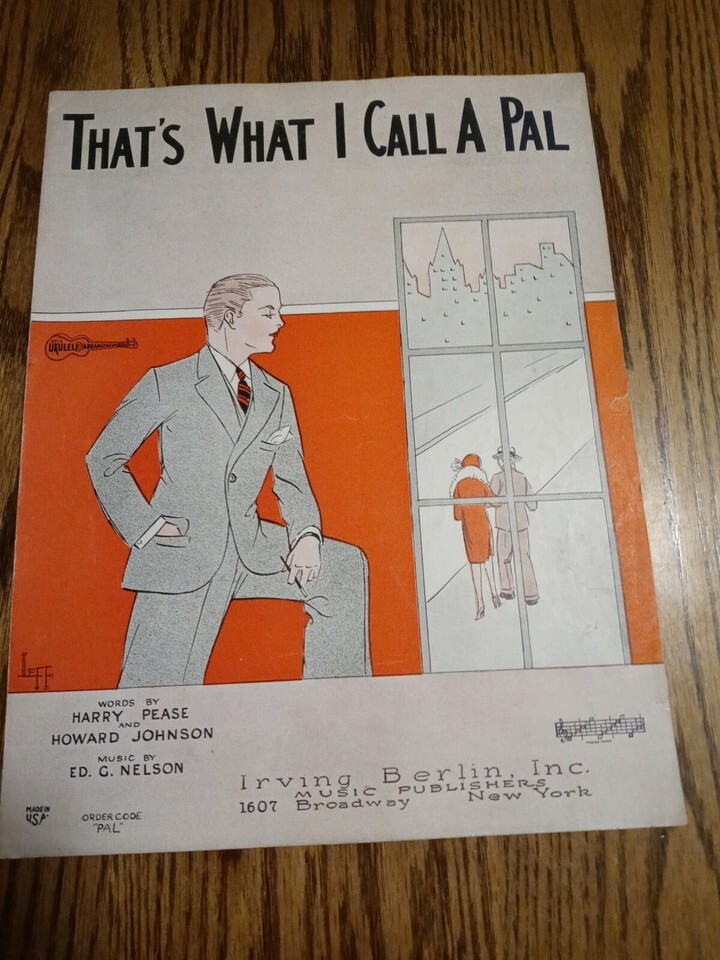 THAT'S WHAT I CALL A PAL
UKULELE ARRANGEMENT
LEFF
WORDS BY
HARRY PEASE
AND
HOWARD JOHNSON
MUSIC BY
ED. G. NELSON
Irving Berlin, Inc.
MUSIC PUBLISHERS
1607 Broadway New York
MADE IN
U.S.A.
ORDER CODE
"PAL"